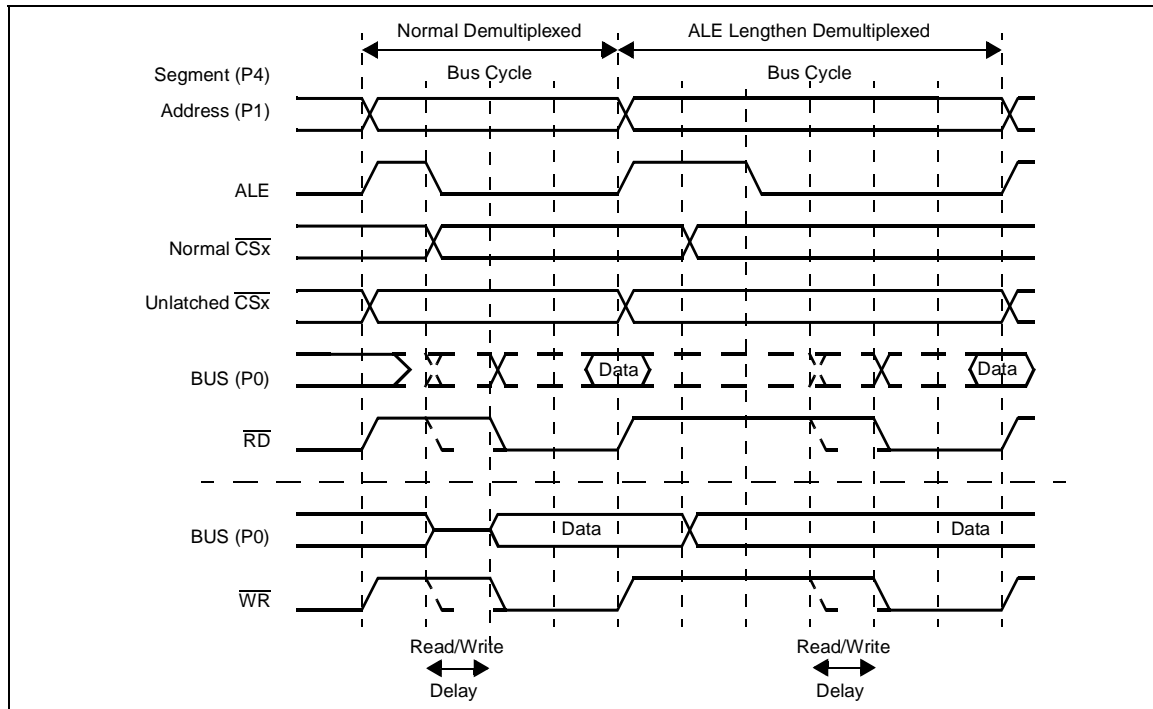 Normal Demultiplexed ALE Lengthen Demultiplexed
Bus Cycle Bus Cycle
Segment (P4)
Address (P1)
ALE
Normal CSx
Unlatched CSx
BUS (P0) Data Data
RD
BUS (P0) Data Data
WR
Read/Write Read/Write
Delay Delay